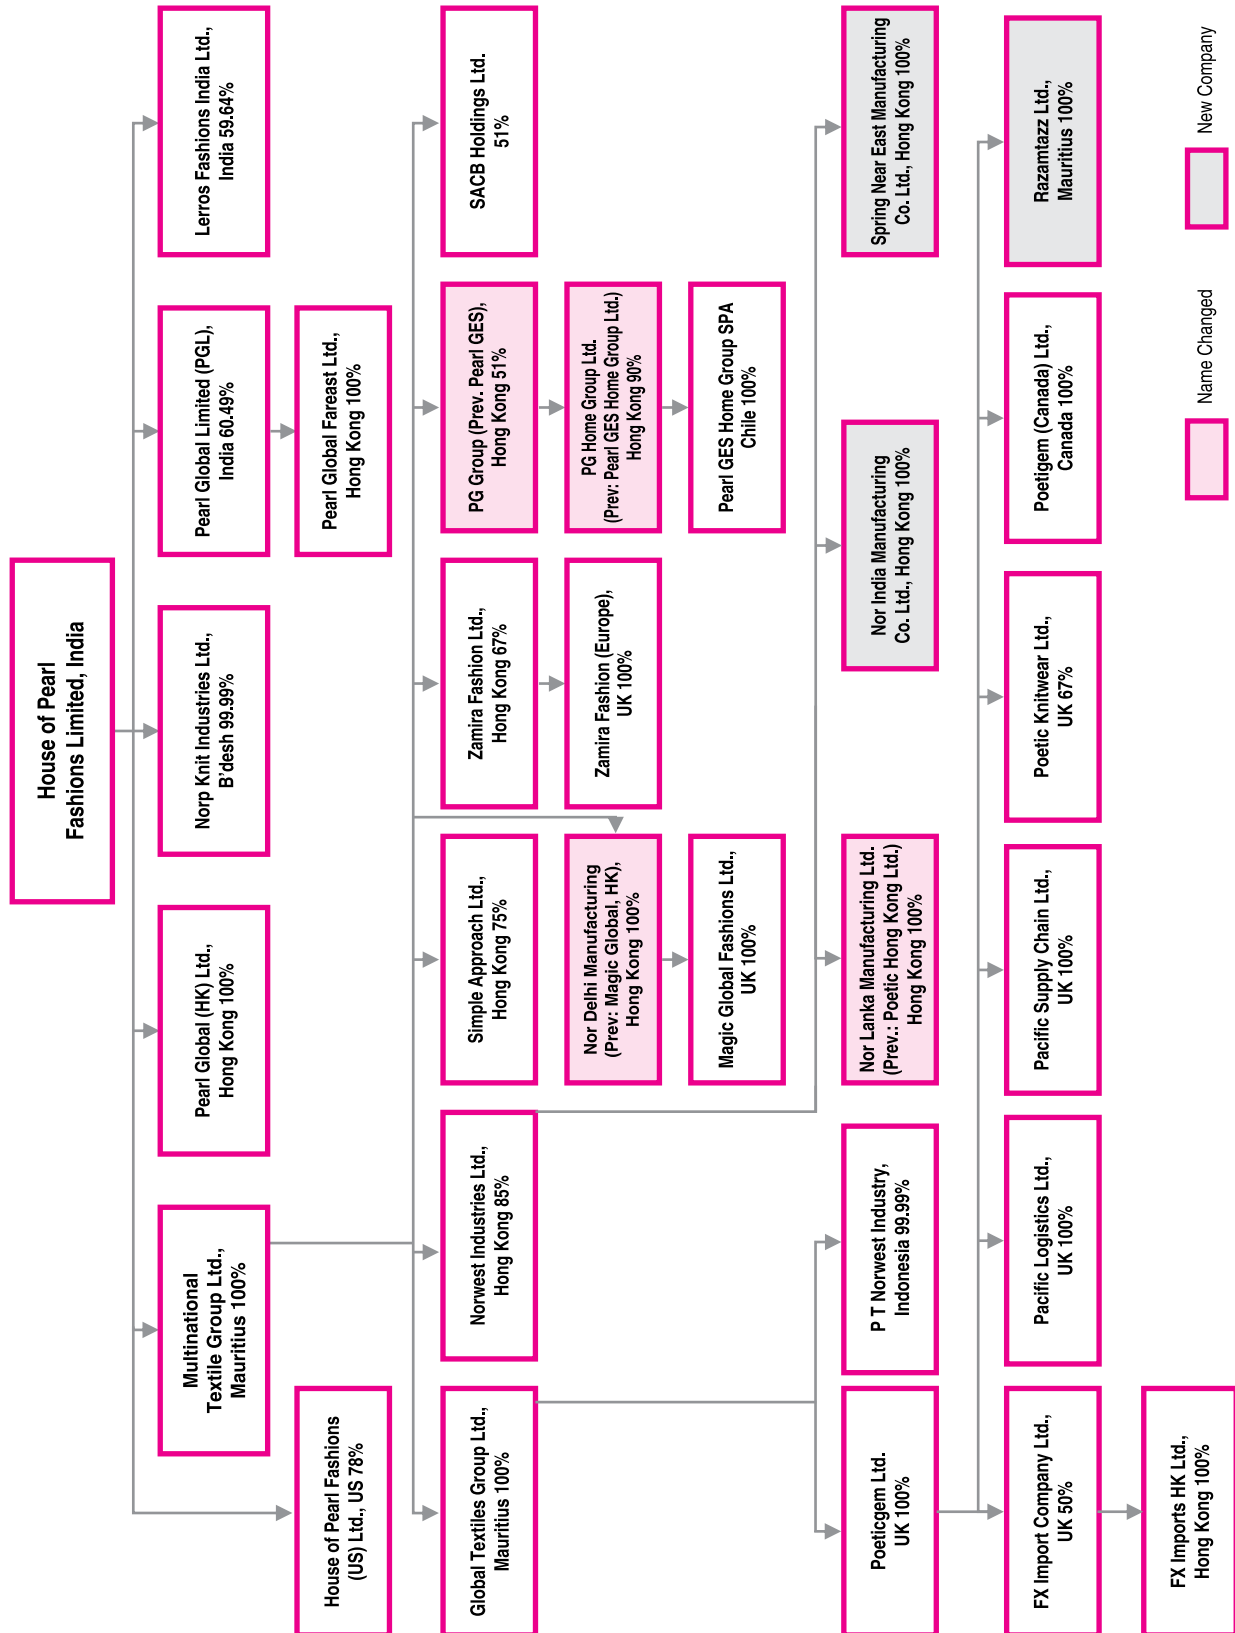 House of Pearl
Fashions Limited, India
House of Pearl Fashions
(US) Ltd., US 78%
Multinational
Textile Group Ltd.,
Mauritius 100%
Pearl Global (HK) Ltd.,
Hong Kong 100%
Norp Knit Industries Ltd.,
B'desh 99.99%
Pearl Global Limited (PGL),
India 60.49%
Lerros Fashions India Ltd.,
India 59.64%
Pearl Global Fareast Ltd.,
Hong Kong 100%
Global Textiles Group Ltd.,
Mauritius 100%
Norwest Industries Ltd.,
Hong Kong 85%
Simple Approach Ltd.,
Hong Kong 75%
Zamira Fashion Ltd.,
Hong Kong 67%
PG Group (Prev. Pearl GES),
Hong Kong 51%
SACB Holdings Ltd.
51%
Nor Delhi Manufacturing
(Prev: Magic Global, HK),
Hong Kong 100%
Zamira Fashion (Europe),
UK 100%
PG Home Group Ltd.
(Prev: Pearl GES Home Group Ltd.)
Hong Kong 90%
Magic Global Fashions Ltd.,
UK 100%
Pearl GES Home Group SPA
Chile 100%
Poeticgem Ltd.
UK 100%
P T Norwest Industry,
Indonesia 99.99%
Nor Lanka Manufacturing Ltd.
(Prev.: Poetic Hong Kong Ltd.)
Hong Kong 100%
Nor India Manufacturing
Co. Ltd., Hong Kong 100%
Spring Near East Manufacturing
Co. Ltd., Hong Kong 100%
FX Import Company Ltd.,
UK 50%
Pacific Logistics Ltd.,
UK 100%
Pacific Supply Chain Ltd.,
UK 100%
Poetic Knitwear Ltd.,
UK 67%
Poetigem (Canada) Ltd.,
Canada 100%
Razamtazz Ltd.,
Mauritius 100%
FX Imports HK Ltd.,
Hong Kong 100%
Name Changed
New Company